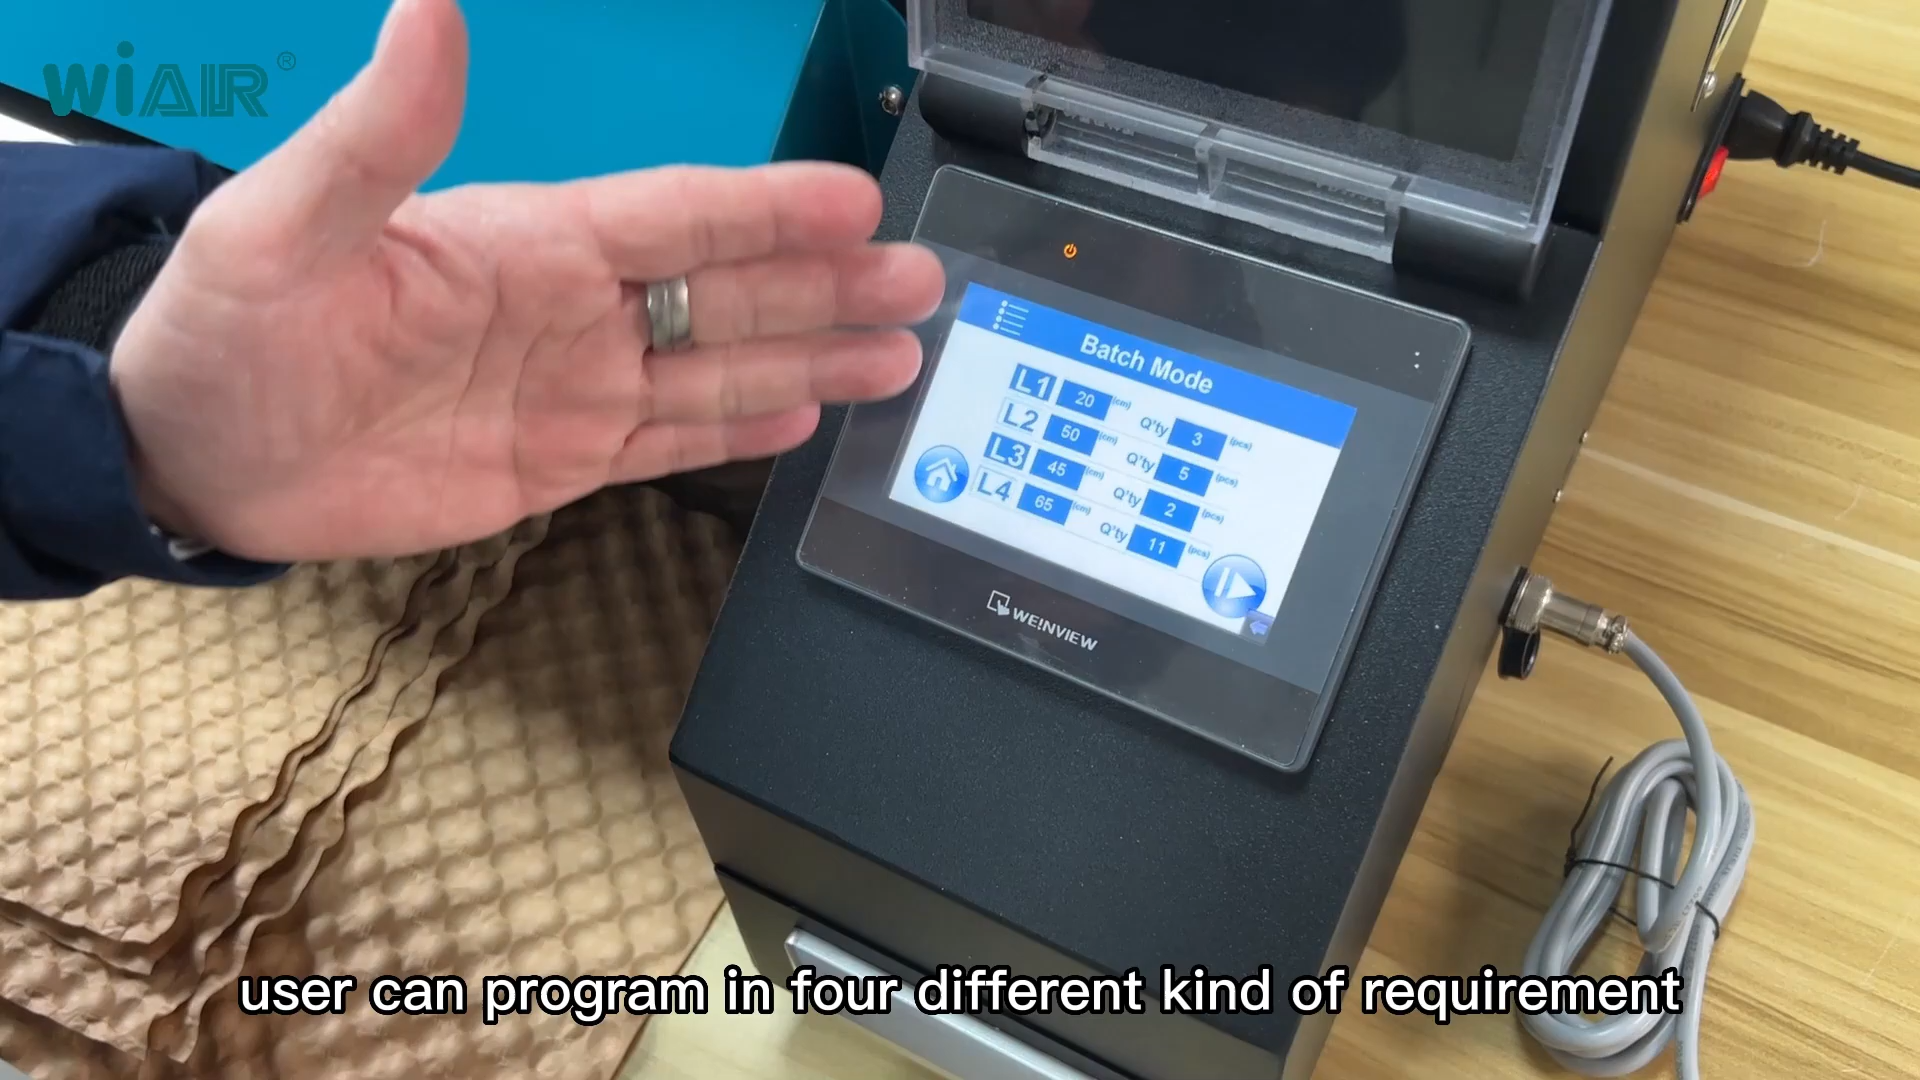 WiAIR®
Batch Mode
L1 20 (cm) Q'ty 3 (pcs)
L2 50 (cm) Q'ty 5 (pcs)
L3 45 (cm) Q'ty 2 (pcs)
L4 65 (cm) Q'ty 11 (pcs)
WEINVIEW
user can program in four different kind of requirement